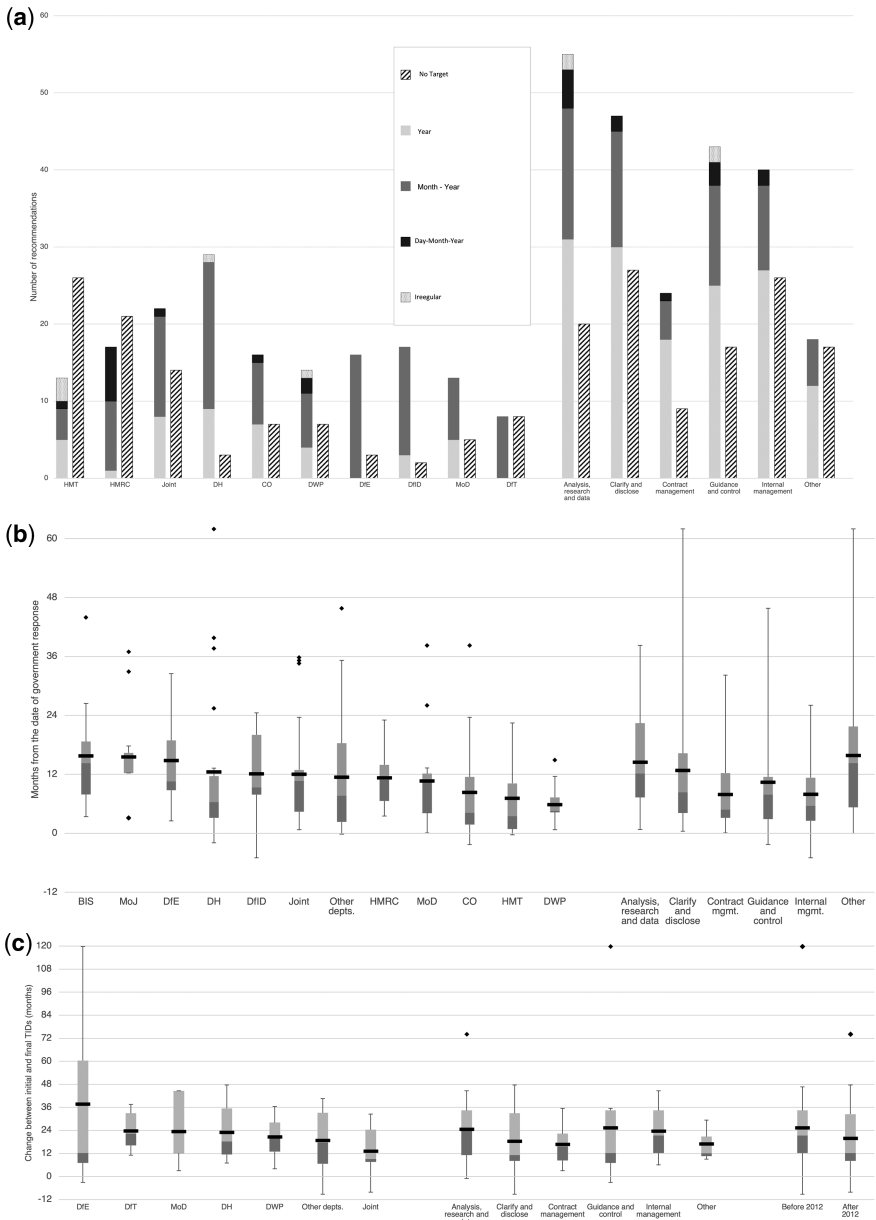 (a)
60
50
40
30
20
10
0
Number of recommendations
No Target
Year
Month - Year
Day-Month-Year
Ireegular
HMT HMRC Joint DH CO DWP DfE DfID MoD DfT Analysis, Clarify and Contract Guidance Internal Other
research disclose management and control management
and data
(b)
60
48
36
24
12
0
-12
Months from the date of government response
BIS MoJ DfE DH DfID Joint Other HMRC MoD CO HMT DWP Analysis, Clarify Contract Guidance Internal Other
depts. research and mgmt. and mgmt.
and data disclose control
(c)
120
108
96
84
72
60
48
36
24
12
0
-12
Change between initial and final TIDs (months)
DfE DfT MoD DH DWP Other depts. Joint Analysis, Clarify and Contract Guidance and Internal Other Before 2012 After
research and disclose management control management 2012